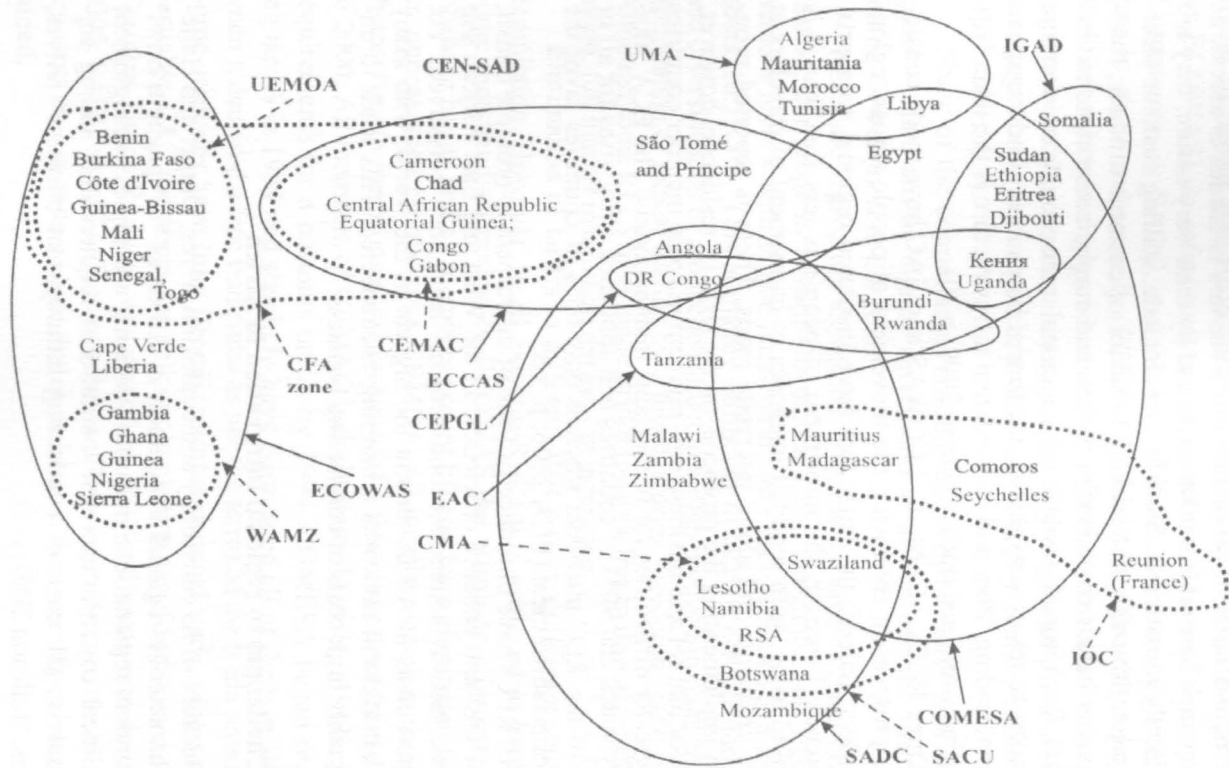 UEMOA
CEN-SAD
UMA
IGAD
Algeria
Mauritania
Morocco
Tunisia
Libya
Egypt
Somalia
Sudan
Ethiopia
Eritrea
Djibouti
Кения
Uganda
Benin
Burkina Faso
Côte d'Ivoire
Guinea-Bissau
Mali
Niger
Senegal,
Togo
Cameroon
Chad
Central African Republic
Equatorial Guinea;
Congo
Gabon
São Tomé
and Príncipe
Angola
DR Congo
Burundi
Rwanda
Tanzania
Cape Verde
Liberia
CFA
zone
CEMAC
ECCAS
CEPGL
EAC
Gambia
Ghana
Guinea
Nigeria
Sierra Leone
ECOWAS
WAMZ
Malawi
Zambia
Zimbabwe
Mauritius
Madagascar
Comoros
Seychelles
Reunion
(France)
IOC
CMA
Swaziland
Lesotho
Namibia
RSA
Botswana
Mozambique
COMESA
SADC
SACU